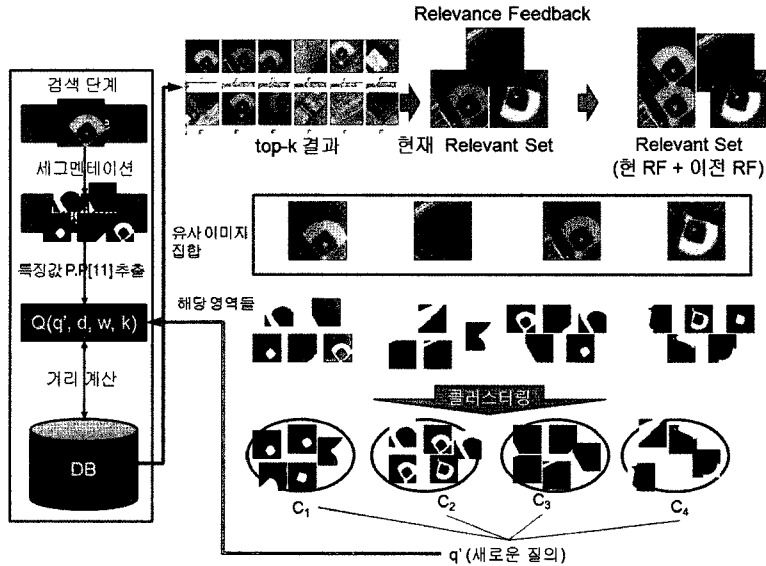 Relevance Feedback
검색 단계
세그멘테이션
특징값 P.P[11] 추출
Q(q', d, w, k)
거리 계산
DB
top-k 결과
현재 Relevant Set
Relevant Set
(현 RF + 이전 RF)
유사 이미지
집합
해당 영역들
클러스터링
C1
C2
C3
C4
q' (새로운 질의)